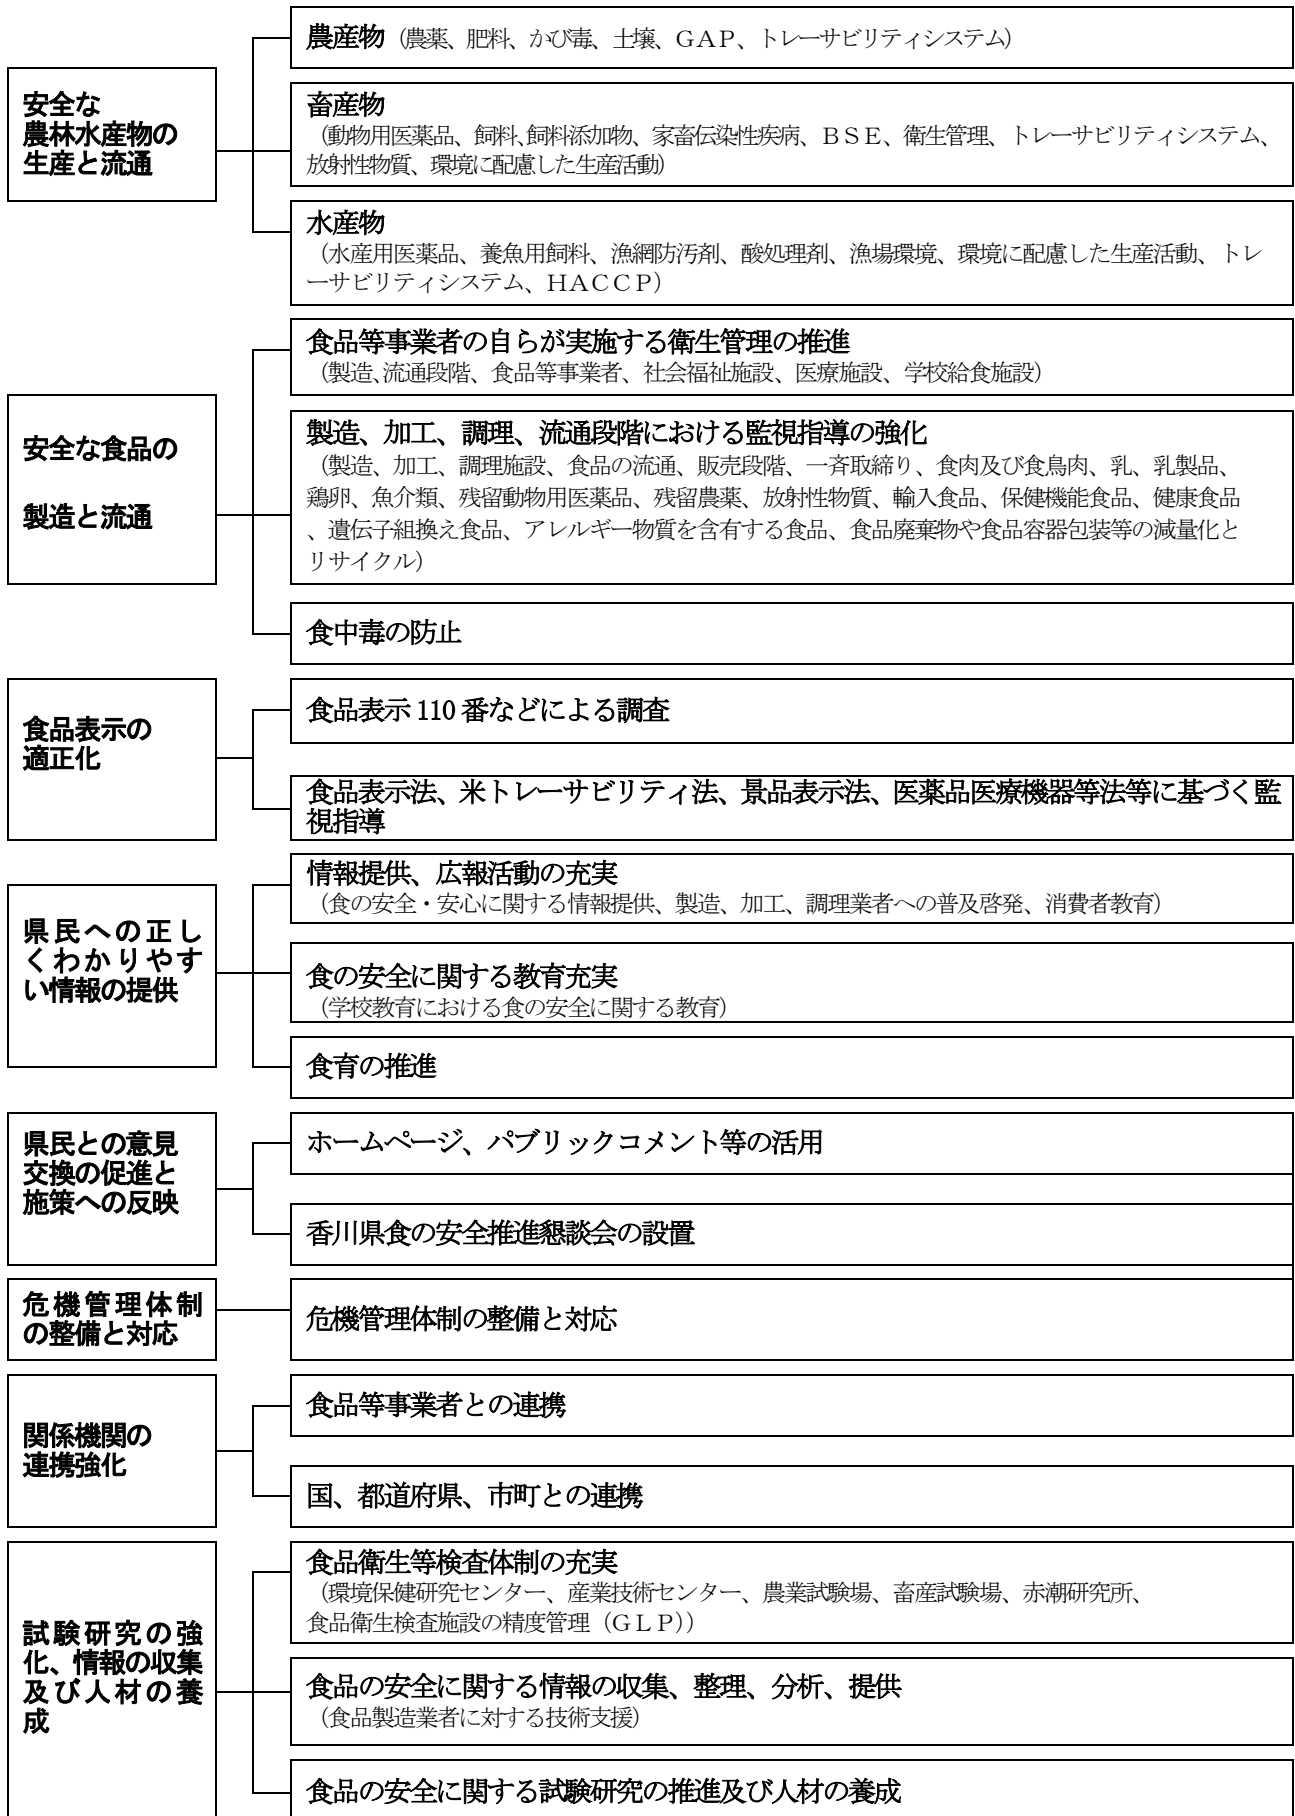 安全な
農林水産物の
生産と流通
農産物（農薬、肥料、かび毒、土壌、ＧＡＰ、トレーサビリティシステム）
畜産物
（動物用医薬品、飼料、飼料添加物、家畜伝染性疾病、ＢＳＥ、衛生管理、トレーサビリティシステム、
放射性物質、環境に配慮した生産活動）
水産物
（水産用医薬品、養魚用飼料、漁網防汚剤、酸処理剤、漁場環境、環境に配慮した生産活動、トレ
ーサビリティシステム、ＨＡＣＣＰ）
安全な食品の
製造と流通
食品等事業者の自らが実施する衛生管理の推進
（製造、流通段階、食品等事業者、社会福祉施設、医療施設、学校給食施設）
製造、加工、調理、流通段階における監視指導の強化
（製造、加工、調理施設、食品の流通、販売段階、一斉取締り、食肉及び食鳥肉、乳、乳製品、
鶏卵、魚介類、残留動物用医薬品、残留農薬、放射性物質、輸入食品、保健機能食品、健康食品
、遺伝子組換え食品、アレルギー物質を含有する食品、食品廃棄物や食品容器包装等の減量化と
リサイクル）
食中毒の防止
食品表示の
適正化
食品表示 110 番などによる調査
食品表示法、米トレーサビリティ法、景品表示法、医薬品医療機器等法等に基づく監
視指導
県民への正し
くわかりやす
い情報の提供
情報提供、広報活動の充実
（食の安全・安心に関する情報提供、製造、加工、調理業者への普及啓発、消費者教育）
食の安全に関する教育充実
（学校教育における食の安全に関する教育）
食育の推進
県民との意見
交換の促進と
施策への反映
ホームページ、パブリックコメント等の活用
香川県食の安全推進懇談会の設置
危機管理体制
の整備と対応
危機管理体制の整備と対応
関係機関の
連携強化
食品等事業者との連携
国、都道府県、市町との連携
試験研究の強
化、情報の収集
及び人材の養
成
食品衛生等検査体制の充実
（環境保健研究センター、産業技術センター、農業試験場、畜産試験場、赤潮研究所、
食品衛生検査施設の精度管理（ＧＬＰ））
食品の安全に関する情報の収集、整理、分析、提供
（食品製造業者に対する技術支援）
食品の安全に関する試験研究の推進及び人材の養成